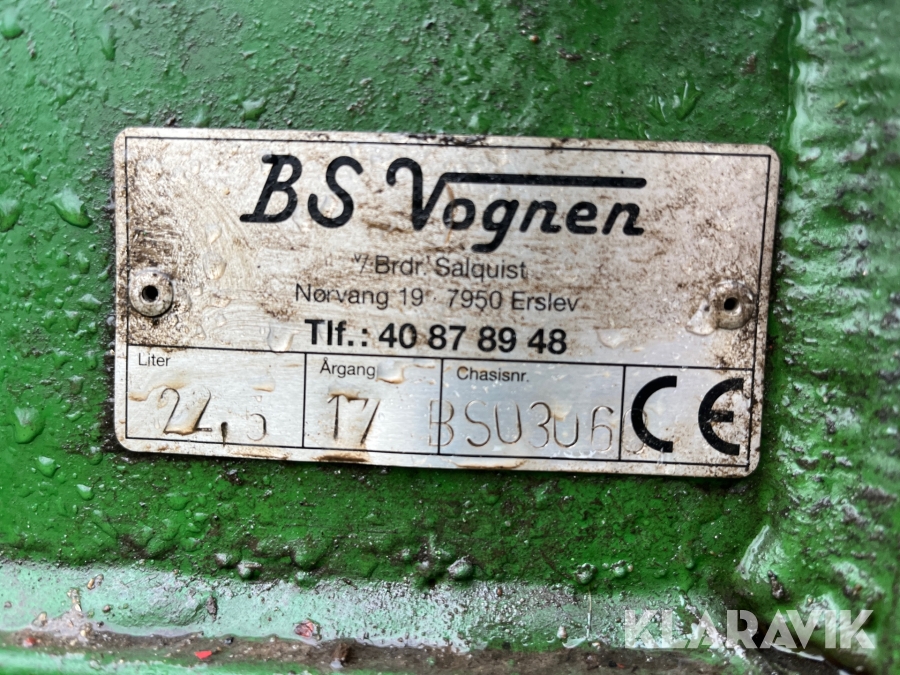 BS Vognen
v/ Brdr. Salquist
Nørvang 19 · 7950 Erslev
Tlf.: 40 87 89 48
Liter Årgang Chasisnr.
17 CE
KLARAVIK